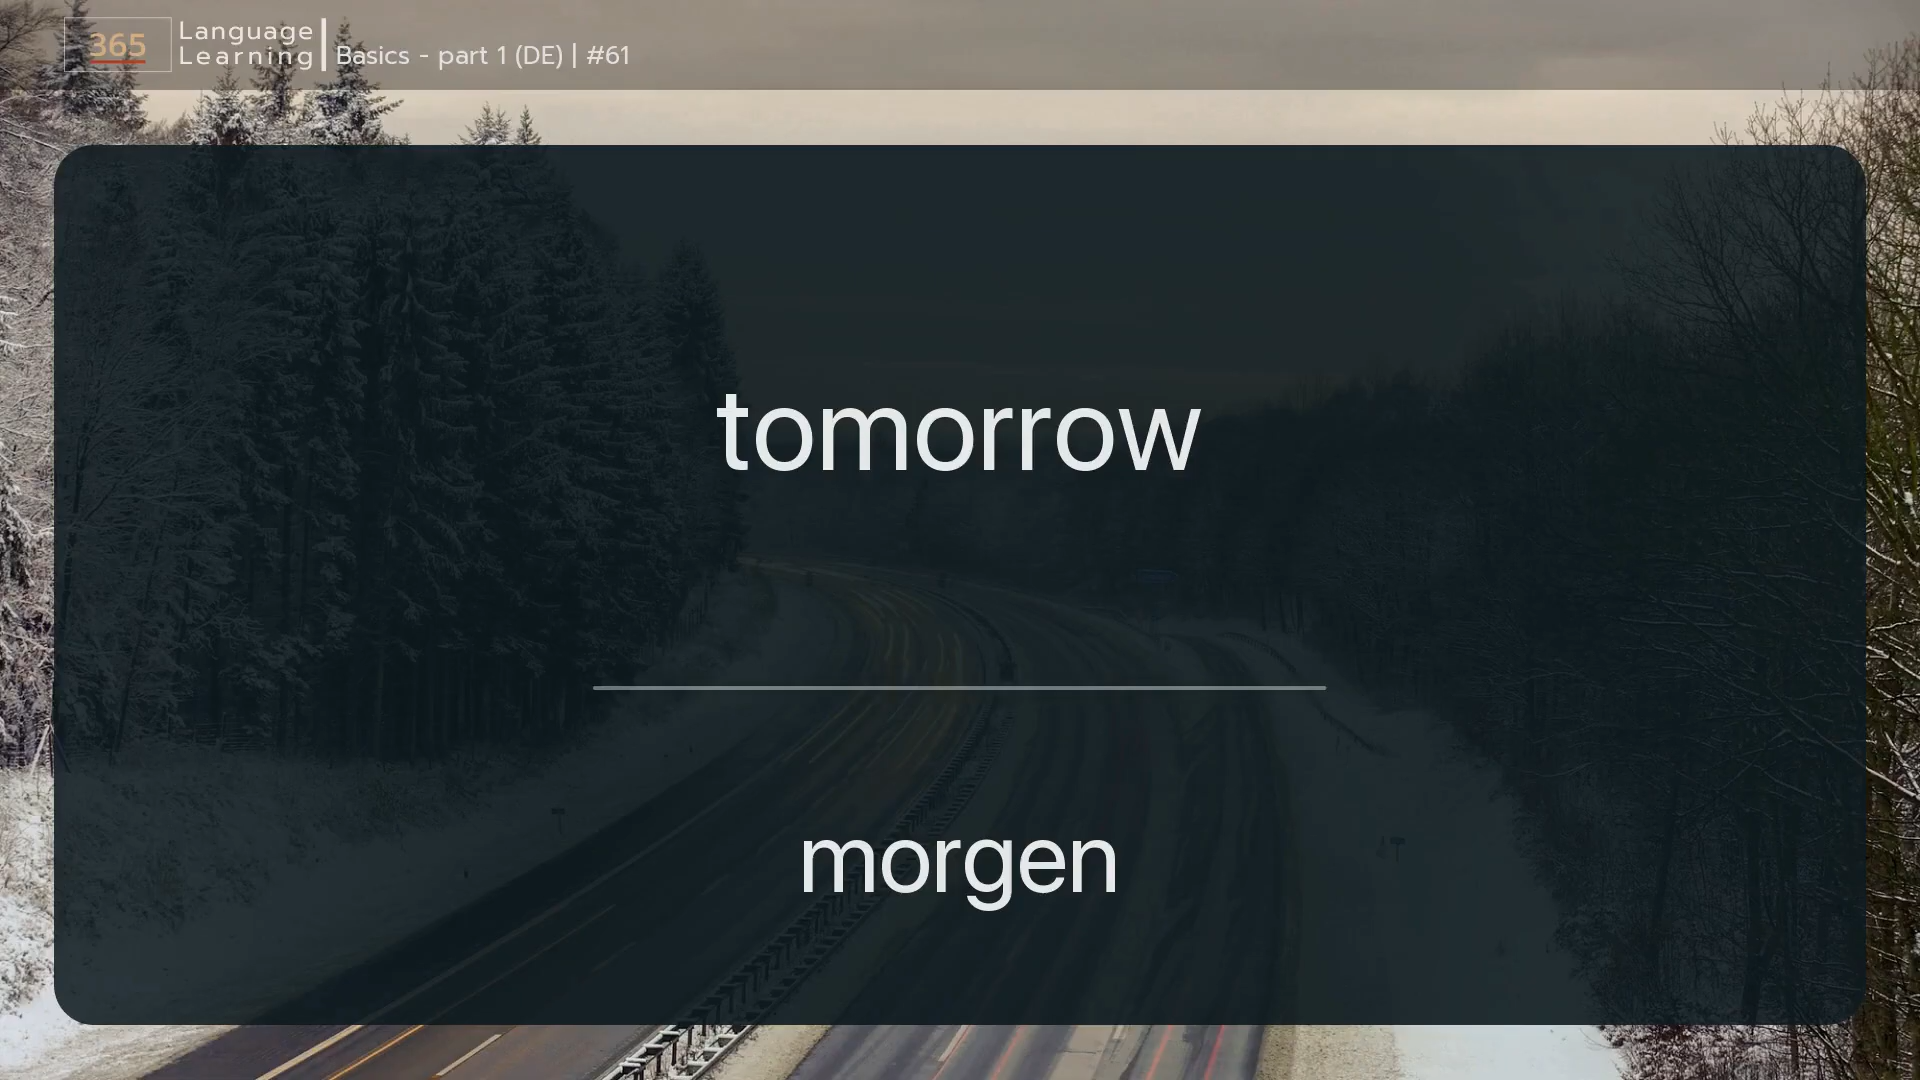 365
Language
Learning
Basics - part 1 (DE) | #61
tomorrow
morgen